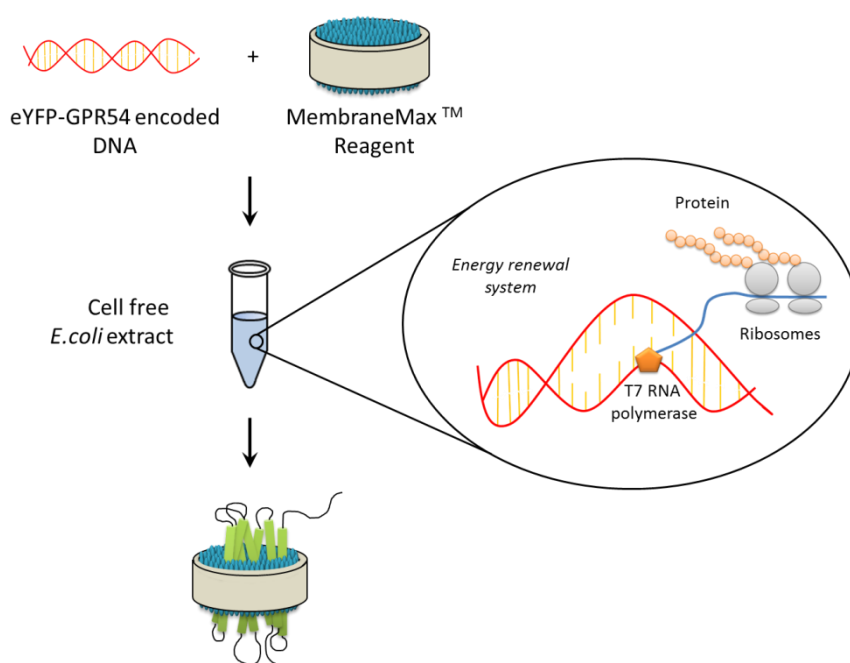 +
eYFP-GPR54 encoded
DNA
MembraneMax ™
Reagent
Cell free
E.coli extract
Protein
Energy renewal
system
Ribosomes
T7 RNA
polymerase